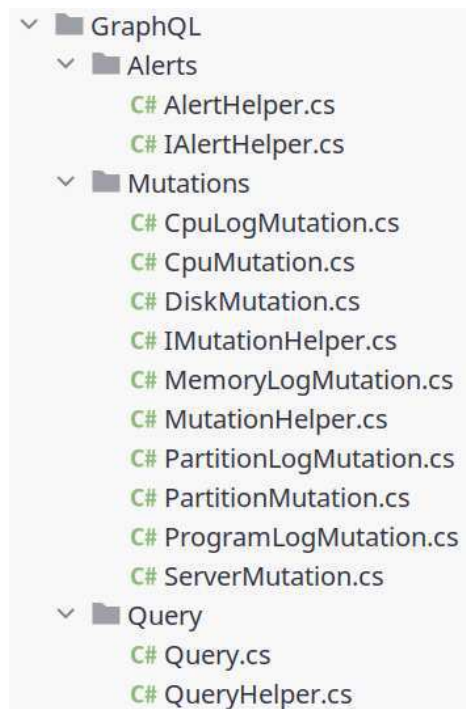 GraphQL
Alerts
C# AlertHelper.cs
C# IAlertHelper.cs
Mutations
C# CpuLogMutation.cs
C# CpuMutation.cs
C# DiskMutation.cs
C# IMutationHelper.cs
C# MemoryLogMutation.cs
C# MutationHelper.cs
C# PartitionLogMutation.cs
C# PartitionMutation.cs
C# ProgramLogMutation.cs
C# ServerMutation.cs
Query
C# Query.cs
C# QueryHelper.cs